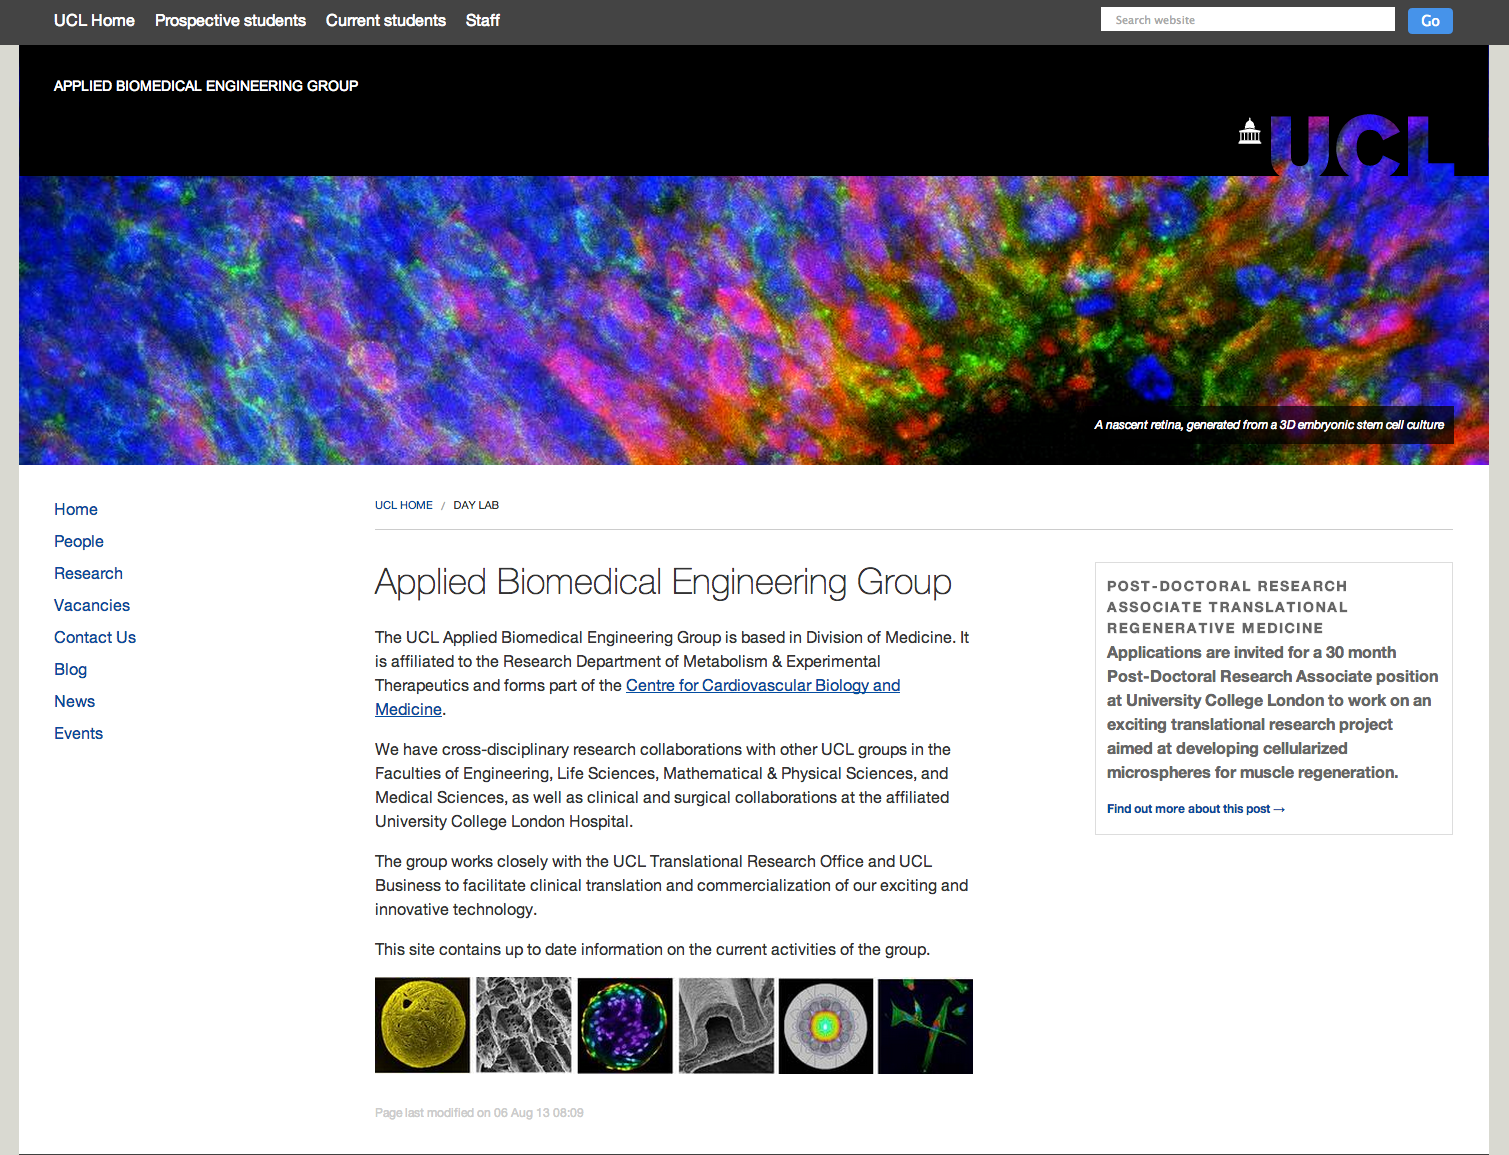 UCL Home Prospective students Current students Staff
Search website Go
APPLIED BIOMEDICAL ENGINEERING GROUP
UCL
A nascent retina, generated from a 3D embryonic stem cell culture
Home
People
Research
Vacancies
Contact Us
Blog
News
Events
UCL HOME / DAY LAB
Applied Biomedical Engineering Group
The UCL Applied Biomedical Engineering Group is based in Division of Medicine. It
is affiliated to the Research Department of Metabolism & Experimental
Therapeutics and forms part of the Centre for Cardiovascular Biology and
Medicine.
We have cross-disciplinary research collaborations with other UCL groups in the
Faculties of Engineering, Life Sciences, Mathematical & Physical Sciences, and
Medical Sciences, as well as clinical and surgical collaborations at the affiliated
University College London Hospital.
The group works closely with the UCL Translational Research Office and UCL
Business to facilitate clinical translation and commercialization of our exciting and
innovative technology.
This site contains up to date information on the current activities of the group.
Page last modified on 06 Aug 13 08:09
POST-DOCTORAL RESEARCH
ASSOCIATE TRANSLATIONAL
REGENERATIVE MEDICINE
Applications are invited for a 30 month
Post-Doctoral Research Associate position
at University College London to work on an
exciting translational research project
aimed at developing cellularized
microspheres for muscle regeneration.
Find out more about this post →